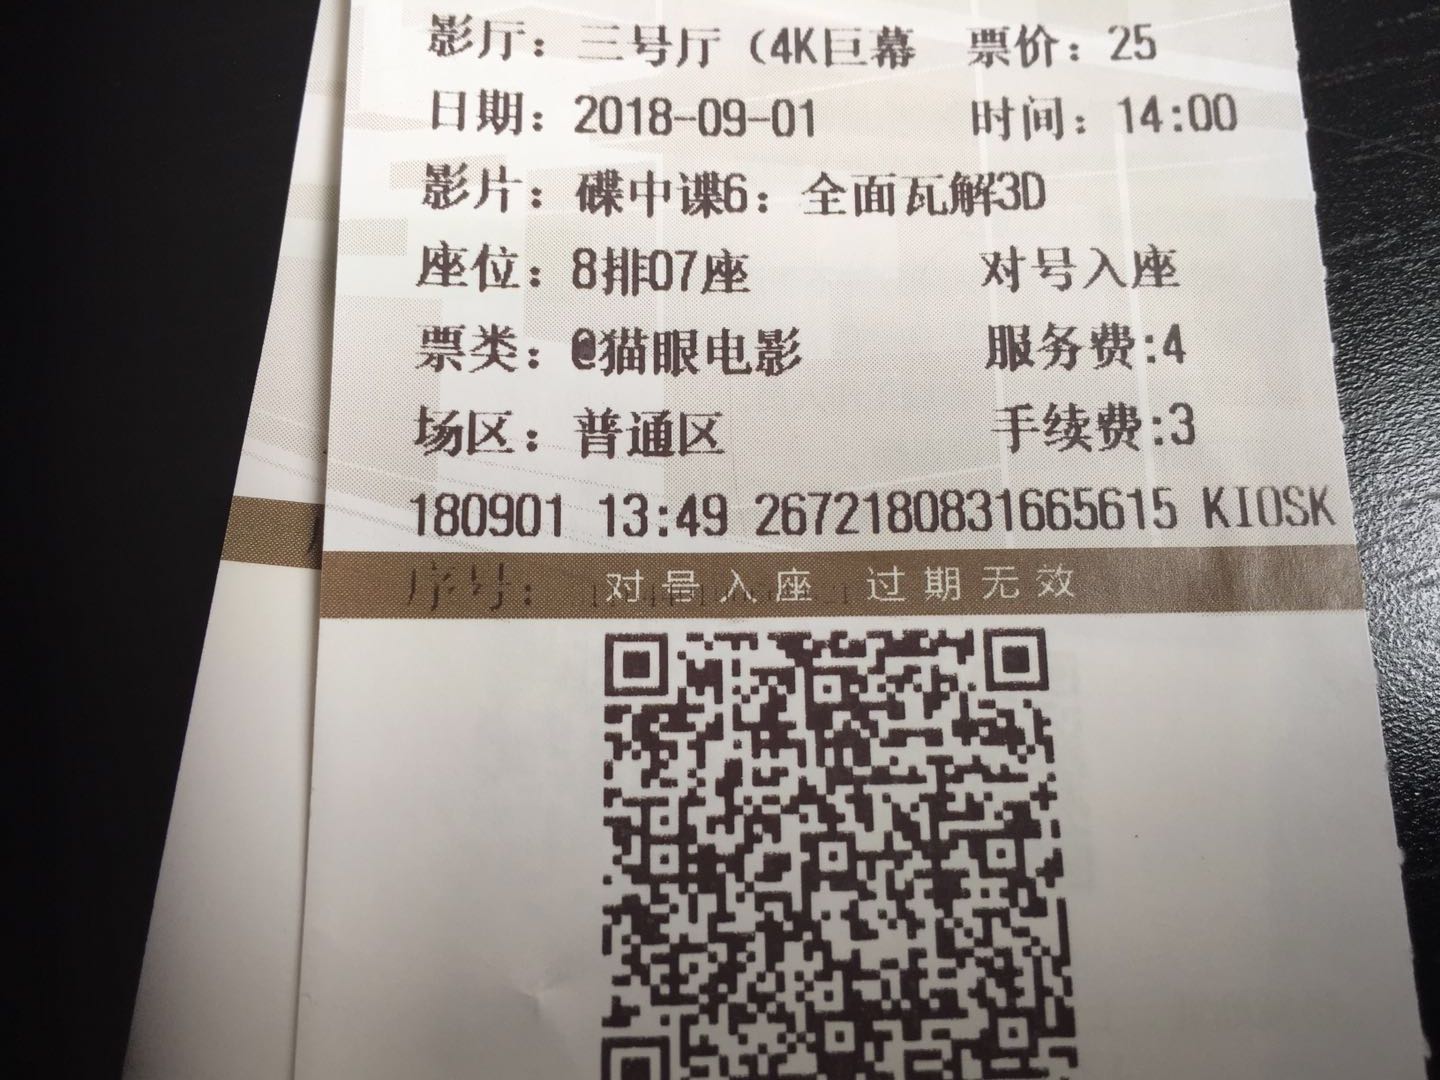 影厅：三号厅（4K巨幕 票价：25
日期：2018-09-01 时间：14:00
影片：碟中谍6：全面瓦解3D
座位：8排07座 对号入座
票类：@猫眼电影 服务费:4
场区：普通区 手续费:3
180901 13:49 2672180831665615 KIOSK
序号：
对号入座 过期无效